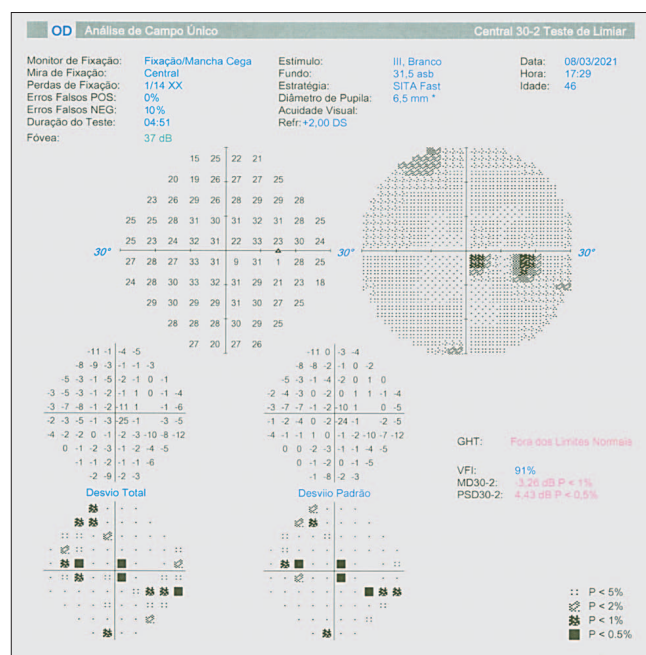 OD Análise de Campo Único Central 30-2 Teste de Limiar
Monitor de Fixação: Fixação/Mancha Cega Estímulo: III, Branco Data: 08/03/2021
Mira de Fixação: Central Fundo: 31,5 asb Hora: 17:29
Perdas de Fixação: 1/14 XX Estratégia: SITA Fast Idade: 46
Erros Falsos POS: 0% Diâmetro de Pupila: 6,5 mm *
Erros Falsos NEG: 10% Acuidade Visual:
Duração do Teste: 04:51 Refr:+2,00 DS
Fóvea: 37 dB
15 25 22 21
20 19 26 27 27 25
23 26 29 26 28 29 29 28
25 25 28 31 30 31 32 31 28 25
25 23 24 32 31 22 33 23 30 24
30° 30° 30°
27 28 27 33 31 9 31 1 28 25
24 28 30 33 32 31 29 21 23 18
29 30 29 31 30 29 27 25
28 28 28 30 29 25
27 20 27 26
-11 -1 -4 -5
-8 -9 -3 -1 -1 -3
-5 -3 -1 -5 -2 -1 0 -1
-3 -5 -3 -1 -2 -1 0 -1 -1 -4
-3 -7 -8 -1 -2 -11 1 -1 -6
-2 -3 -5 -1 -3 -25 -1 -3 -5
-4 -2 -2 0 -1 -2 -3 -10 -8 -12
0 -1 -2 -1 -2 -1 -2 -4
-1 -2 -1 -1 -1 -6
-2 -9 -2 -3
Desvio Total
-11 0 -3 -4
-8 -8 -2 -1 0 -2
-5 -3 -1 -4 -2 0 1 0
-2 -4 -3 0 -2 0 0 0 -1 -4
-3 -7 -7 -1 -2 -10 1 0 -5
-1 -2 -4 0 -2 -24 -1 -2 -5
-4 -1 -1 1 0 -1 -2 -10 -7 -12
0 0 -1 -2 -3 -1 -1 -4 -5
0 -1 -2 0 -1 -5
-1 -8 -2 -3
Desviio Padrão
GHT: Fora dos Limites Normais
VFI: 91%
MD30-2: -3,26 dB P < 1%
PSD30-2: 4,43 dB P < 0,5%
P < 5%
P < 2%
P < 1%
P < 0.5%